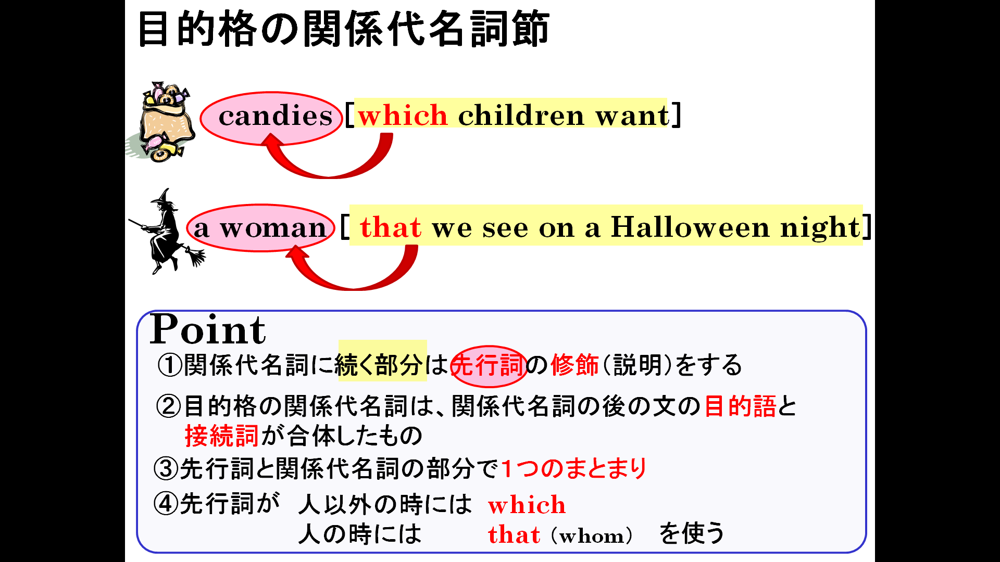 目的格の関係代名詞節
candies [which children want]
a woman [ that we see on a Halloween night]
Point
①関係代名詞に続く部分は先行詞の修飾(説明)をする
②目的格の関係代名詞は、関係代名詞の後の文の目的語と
接続詞が合体したもの
③先行詞と関係代名詞の部分で1つのまとまり
④先行詞が 人以外の時には which
人の時には that (whom) を使う